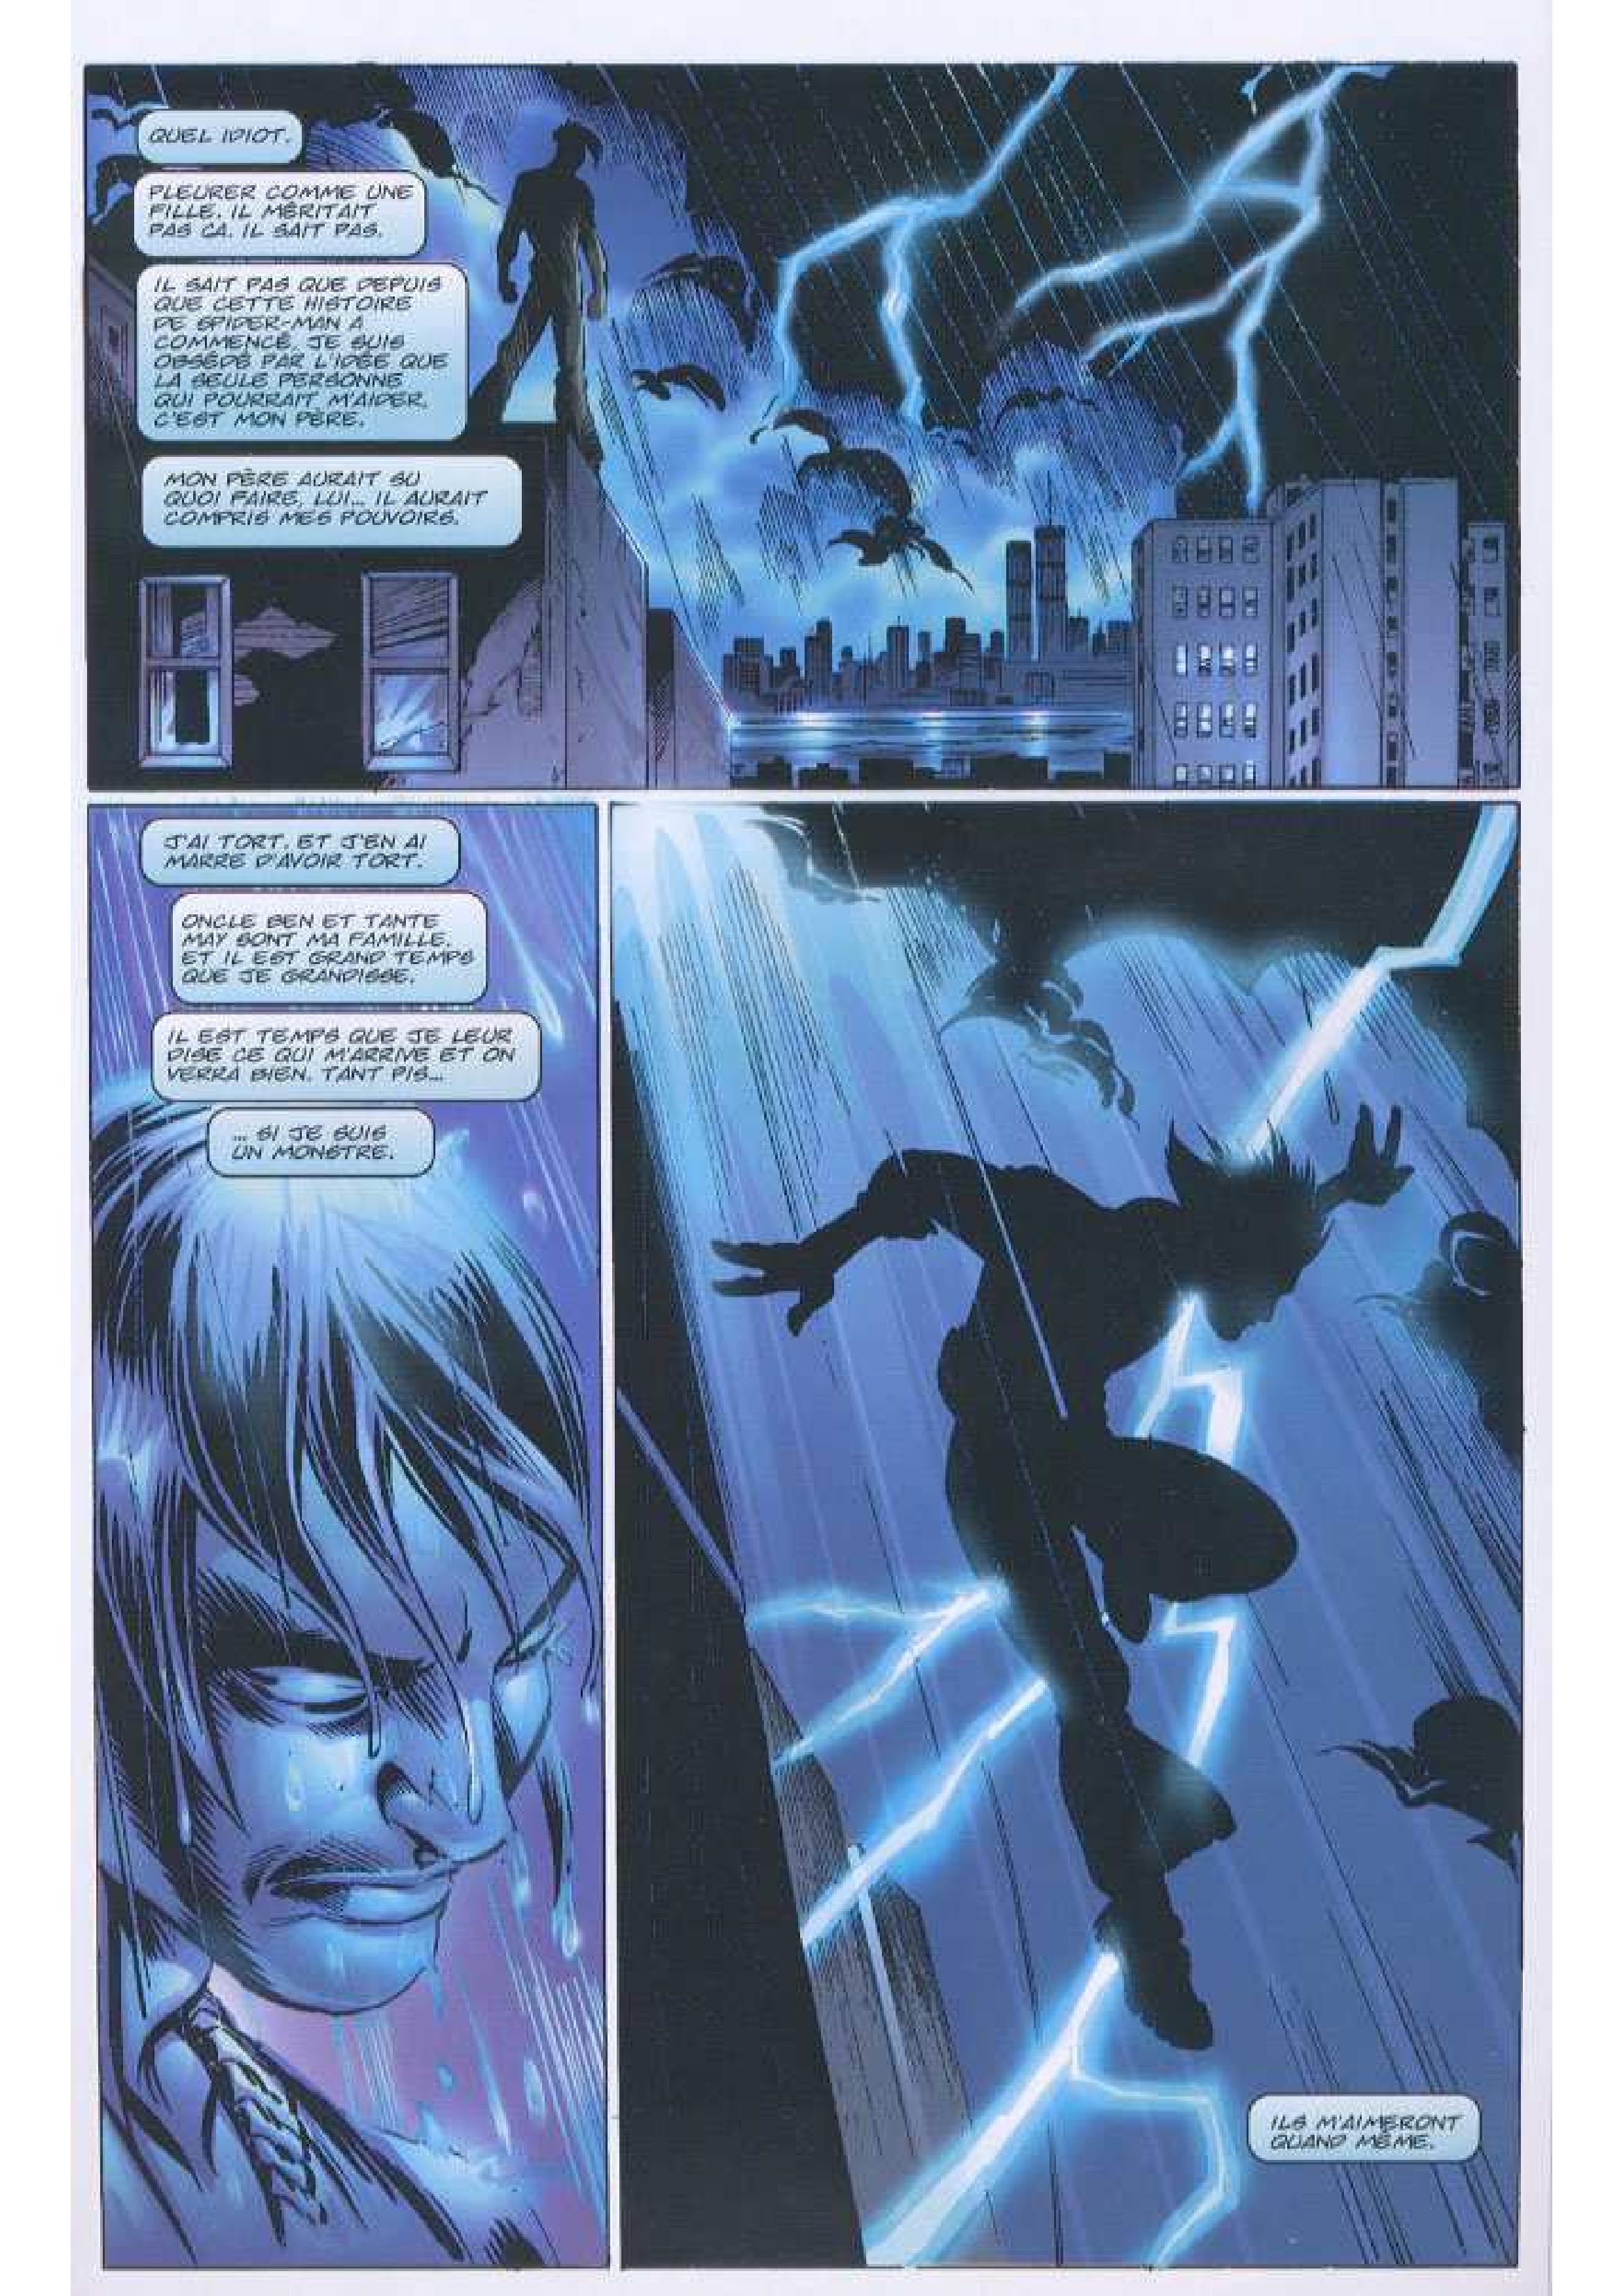 QUEL IDIOT.
PLEURER COMME UNE
FILLE. IL MÉRITAIT
PAS CA. IL SAIT PAS.
IL SAIT PAS QUE DEPUIS
QUE CETTE HISTOIRE
DE SPIDER-MAN A
COMMENCÉ, JE SUIS
OBSÉDÉ PAR L'IDÉE QUE
LA SEULE PERSONNE
QUI POURRAIT M'AIDER,
C'EST MON PÈRE.
MON PÈRE AURAIT SU
QUOI FAIRE, LUI... IL AURAIT
COMPRIS MES POUVOIRS.
J'AI TORT. ET J'EN AI
MARRE D'AVOIR TORT.
ONCLE BEN ET TANTE
MAY SONT MA FAMILLE.
ET IL EST GRAND TEMPS
QUE JE GRANDISSE.
IL EST TEMPS QUE JE LEUR
DISE CE QUI M'ARRIVE ET ON
VERRA BIEN. TANT PIS...
... SI JE SUIS
UN MONSTRE.
ILS M'AIMERONT
QUAND MÊME.